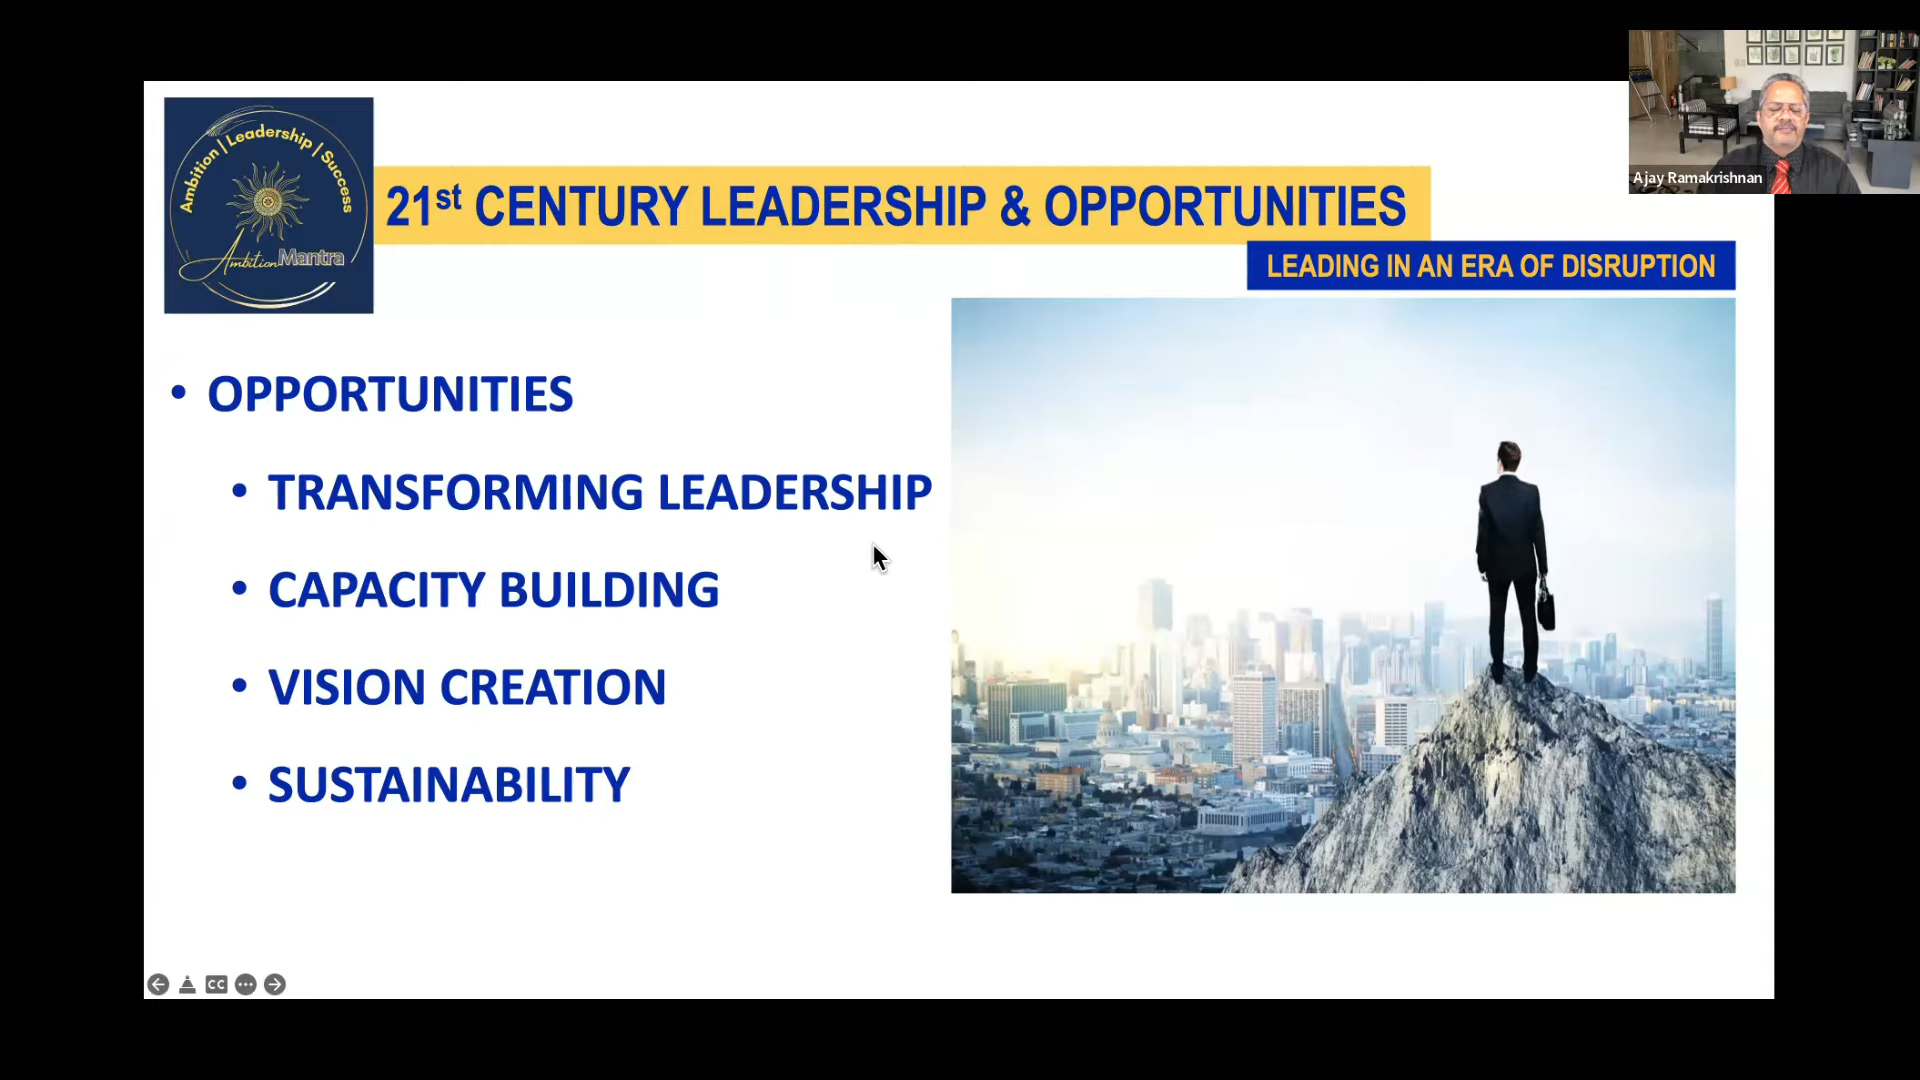 Ambition | Leadership | Success
AmbitionMantra
21st CENTURY LEADERSHIP & OPPORTUNITIES
LEADING IN AN ERA OF DISRUPTION
Ajay Ramakrishnan
• OPPORTUNITIES
• TRANSFORMING LEADERSHIP
• CAPACITY BUILDING
• VISION CREATION
• SUSTAINABILITY
CC